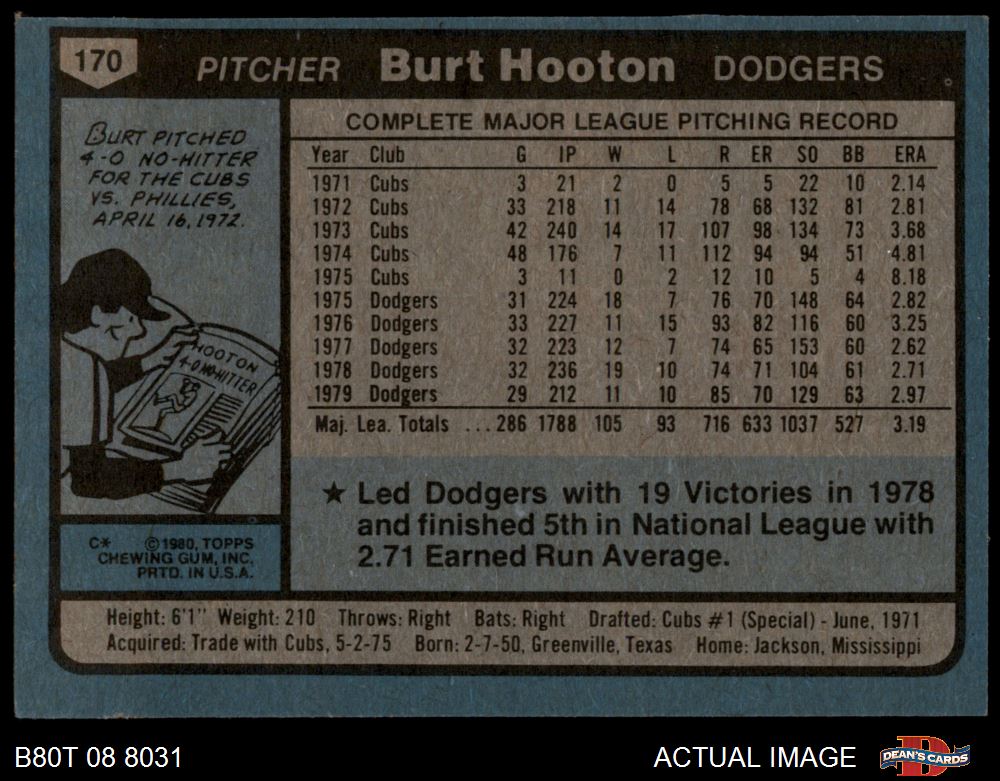 170 PITCHER Burt Hooton DODGERS
BURT PITCHED
4-0 NO-HITTER
FOR THE CUBS
VS. PHILLIES,
APRIL 16, 1972.
HOOTON
4-0 NO-HITTER
C* ©1980, TOPPS
CHEWING GUM, INC.
PRTD. IN U.S.A.
COMPLETE MAJOR LEAGUE PITCHING RECORD
Year Club G IP W L R ER SO BB ERA
1971 Cubs 3 21 2 0 5 5 22 10 2.14
1972 Cubs 33 218 11 14 78 68 132 81 2.81
1973 Cubs 42 240 14 17 107 98 134 73 3.68
1974 Cubs 48 176 7 11 112 94 94 51 4.81
1975 Cubs 3 11 0 2 12 10 5 4 8.18
1975 Dodgers 31 224 18 7 76 70 148 64 2.82
1976 Dodgers 33 227 11 15 93 82 116 60 3.25
1977 Dodgers 32 223 12 7 74 65 153 60 2.62
1978 Dodgers 32 236 19 10 74 71 104 61 2.71
1979 Dodgers 29 212 11 10 85 70 129 63 2.97
Maj. Lea. Totals ...286 1788 105 93 716 633 1037 527 3.19
★ Led Dodgers with 19 Victories in 1978
and finished 5th in National League with
2.71 Earned Run Average.
Height: 6'1" Weight: 210 Throws: Right Bats: Right Drafted: Cubs #1 (Special) - June, 1971
Acquired: Trade with Cubs, 5-2-75 Born: 2-7-50, Greenville, Texas Home: Jackson, Mississippi
B80T 08 8031 ACTUAL IMAGE DEAN'S CARDS